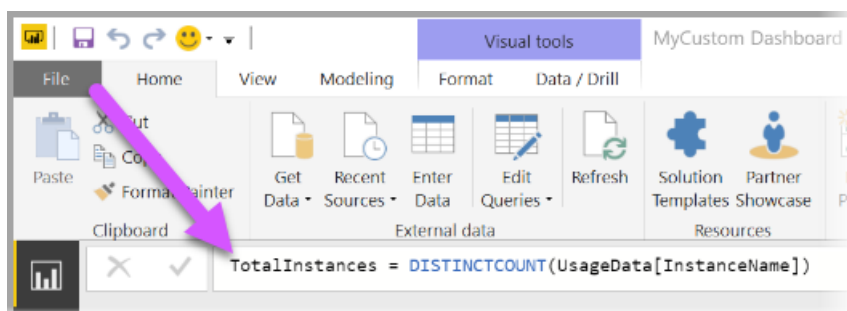 Visual tools
MyCustom Dashboard
File Home View Modeling Format Data / Drill
Paste
Cut
Format Painter
Get Data
Recent Sources
Enter Data
Edit Queries
Refresh
Solution Templates
Partner Showcase
Clipboard
External data
Resources
TotalInstances = DISTINCTCOUNT(UsageData[InstanceName])